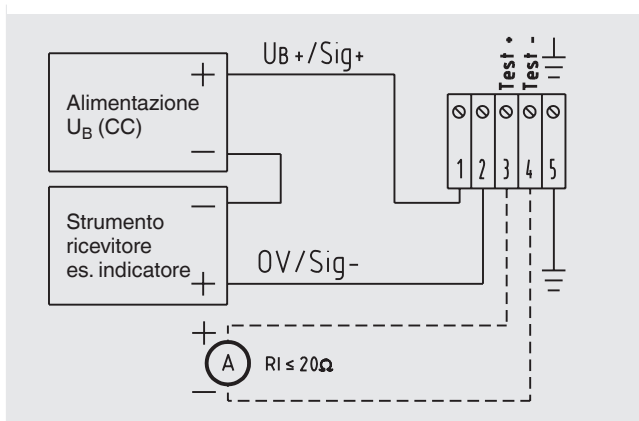 UB+/Sig+
Test +
Test -
+
Alimentazione
UB (CC)
−
1 2 3 4 5
−
Strumento
ricevitore
es. indicatore
+
0V/Sig-
+
A
RI ≤ 20Ω
−